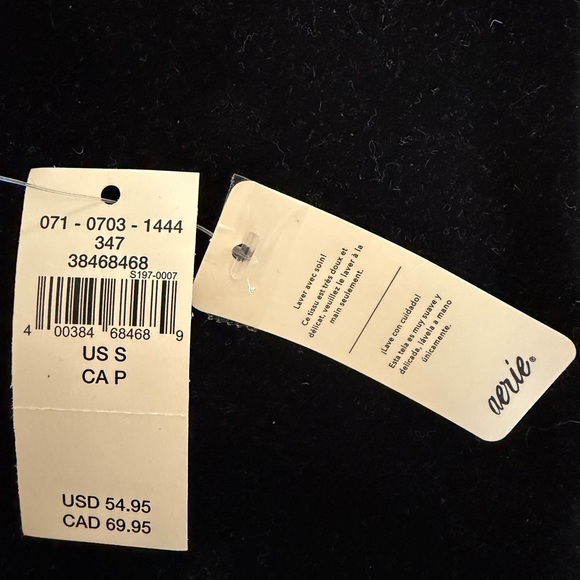 071 - 0703 - 1444
347
38468468
S197-0007
4 00384 68468 9
US S
CA P
USD 54.95
CAD 69.95
Laver avec soin!
Ce tissu est très doux et
délicat, veuillez le laver à la
main seulement.
¡Lave con cuidado!
Esta tela es muy suave y
delicada, lávela a mano
únicamente.
aerie®